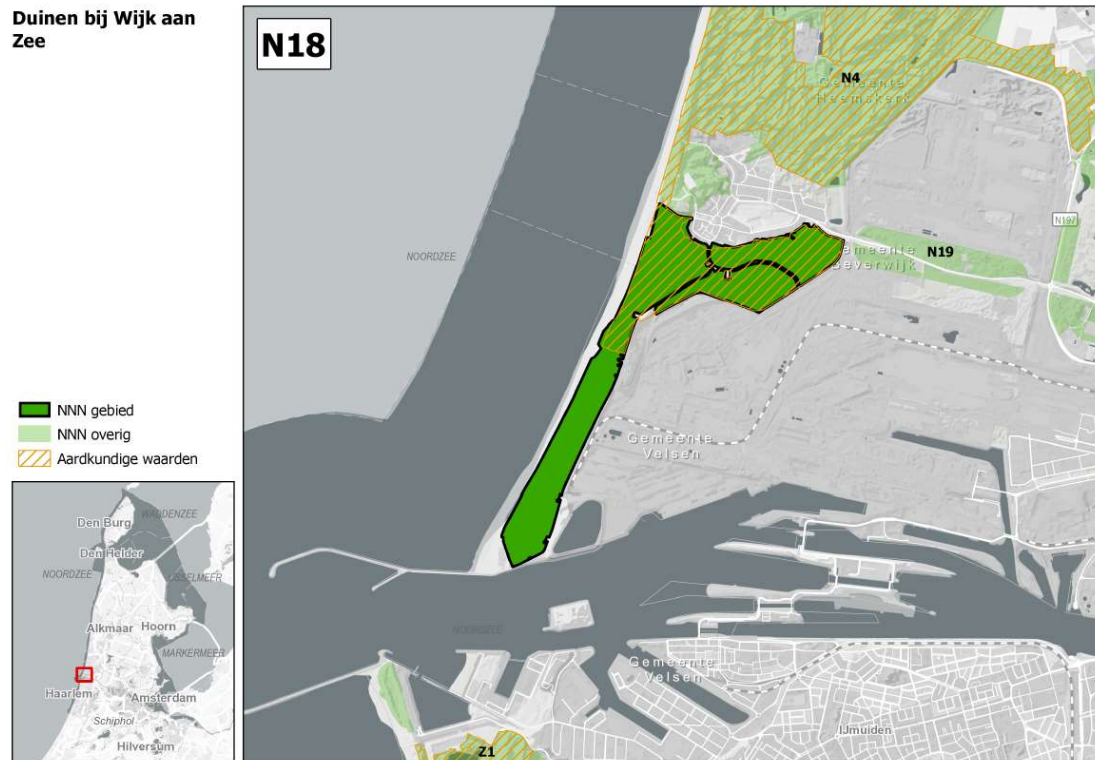 Duinen bij Wijk aan
Zee
N18
N4
Gemeente
Heemskerk
N197
NOORDZEE
Gemeente
Beverwijk
N19
Gemeente
Velsen
NOORDZEE
Gemeente
Velsen
IJmuiden
Z1
NNN gebied
NNN overig
Aardkundige waarden
Den Burg
WADDENZEE
Den Helder
NOORDZEE
IJSSELMEER
Alkmaar
Hoorn
MARKERMEER
Haarlem
Amsterdam
Schiphol
Hilversum